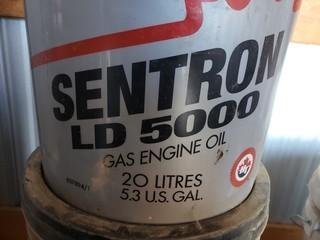 SENTRON
LD 5000
GAS ENGINE OIL
20 LITRES
5.3 U.S. GAL.